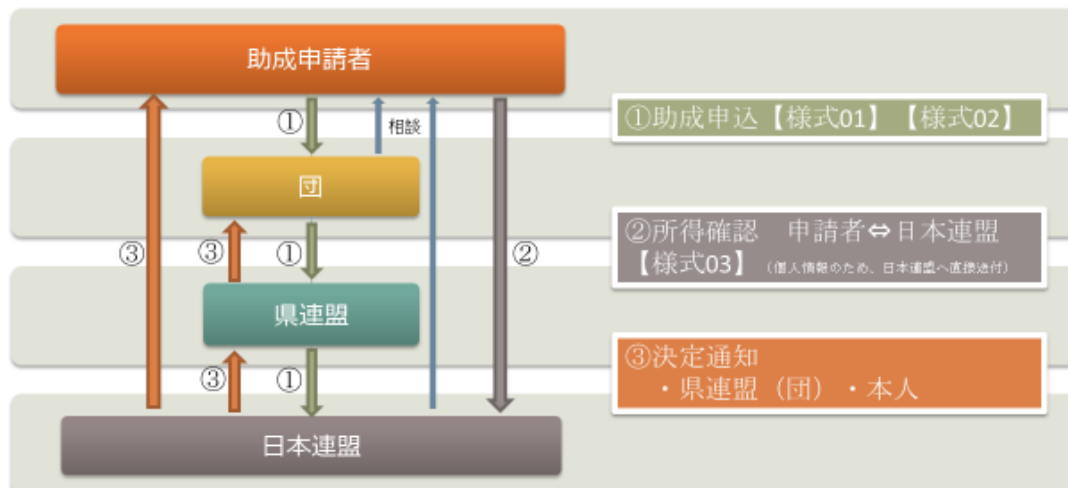 助成申請者
①
相談
①助成申込【様式01】【様式02】
団
③
③
①
②
②所得確認　申請者⇔日本連盟
【様式03】（個人情報のため、日本連盟へ直接送付）
県連盟
③
①
③決定通知
・県連盟（団）・本人
日本連盟